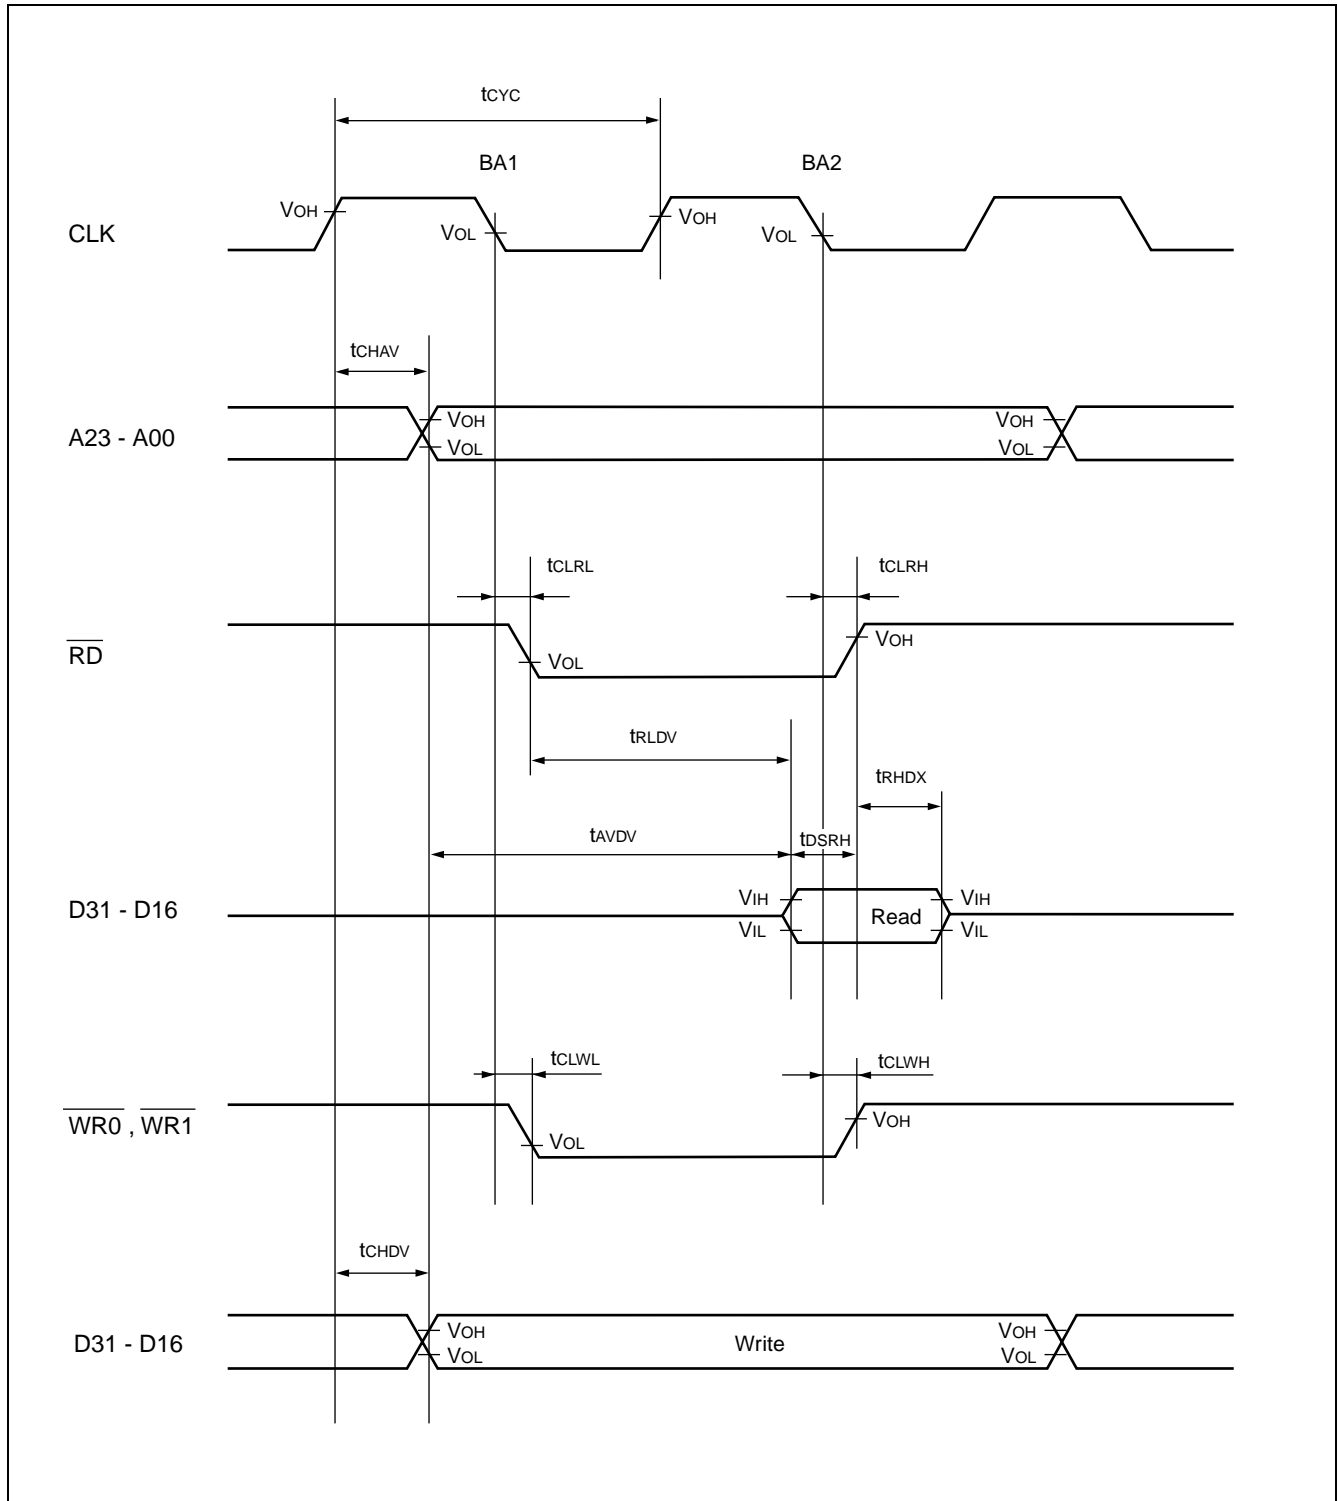 tCYC
BA1 BA2
CLK VOH VOL VOH VOL
tCHAV
A23 - A00 VOH VOL VOH VOL
tCLRL tCLRH
RD VOL VOH
tRLDV
tRHDX
tAVDV tDSRH
D31 - D16 VIH VIL Read VIH VIL
tCLWL tCLWH
WR0 , WR1 VOL VOH
tCHDV
D31 - D16 VOH VOL Write VOH VOL